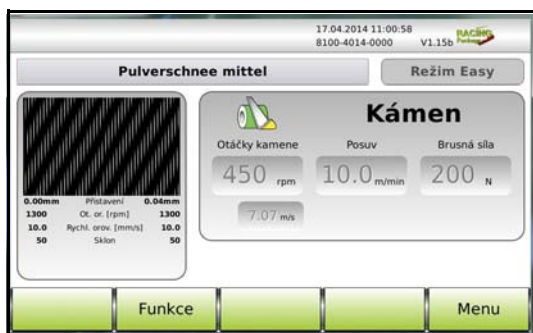 17.04.2014 11:00:58
8100-4014-0000 V1.15b
RACING
Pulverschnee mittel
Režim Easy
Kámen
Otáčky kamene Posuv Brusná síla
450 rpm 10.0 m/min 200 N
7.07 m/s
0.00mm Přistavení 0.04mm
1300 Ot. or. [rpm] 1300
10.0 Rychl. orov. [mm/s] 10.0
50 Sklon 50
Funkce Menu